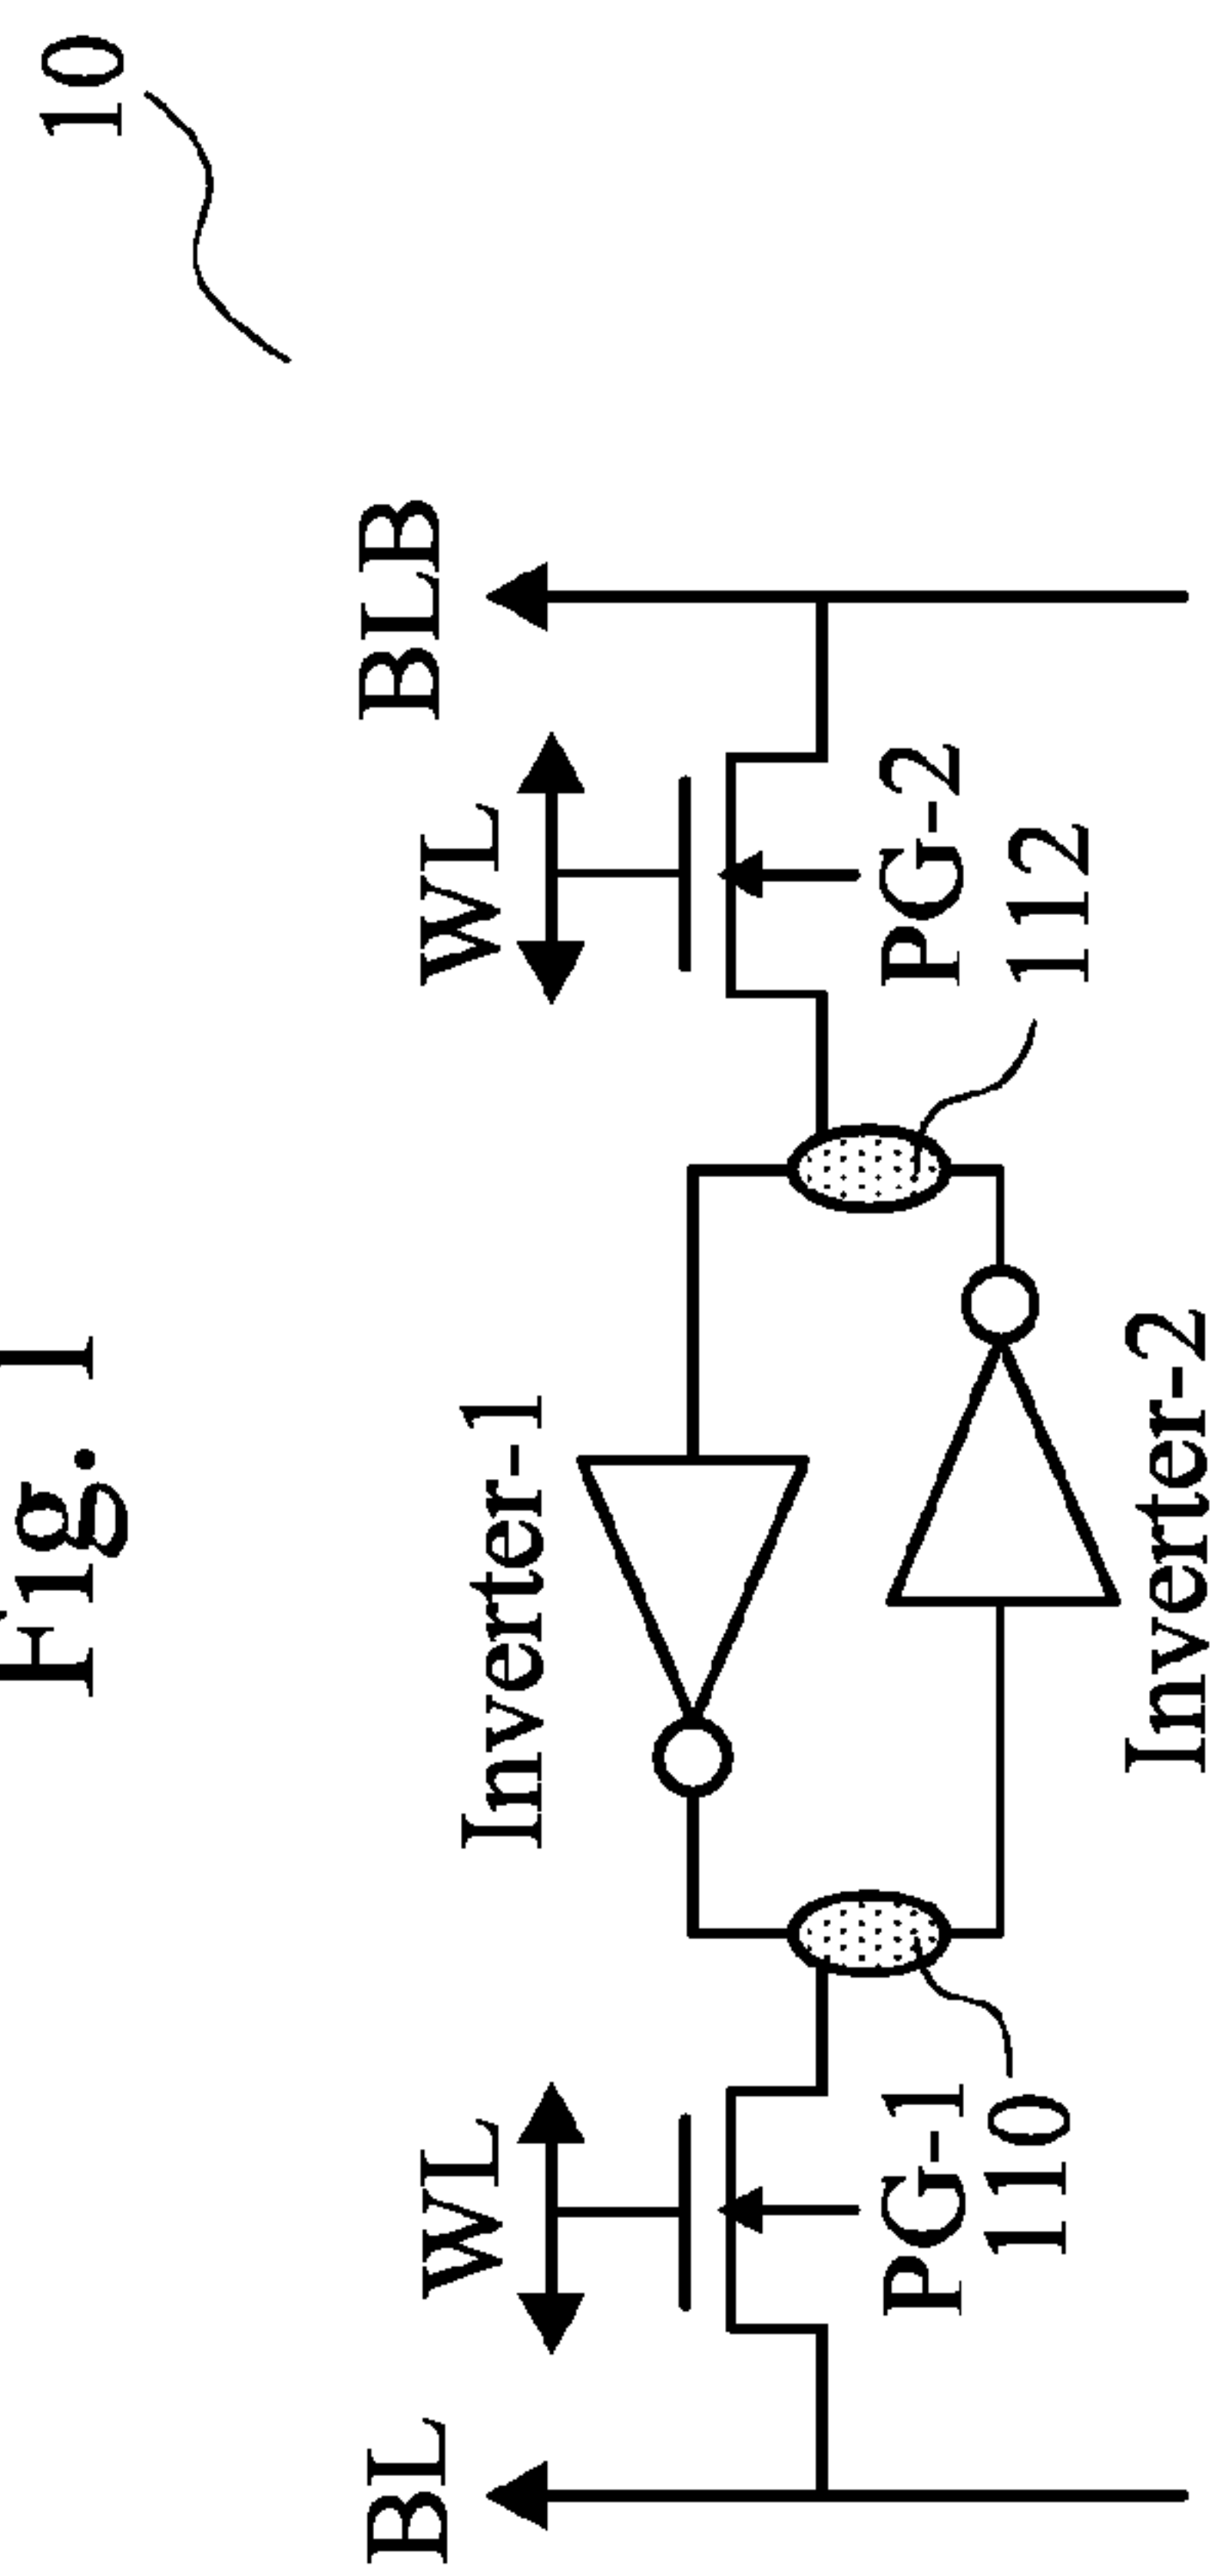 Fig. 1
10
BL
WL
Inverter-1
WL
BLB
PG-1
110
PG-2
112
Inverter-2